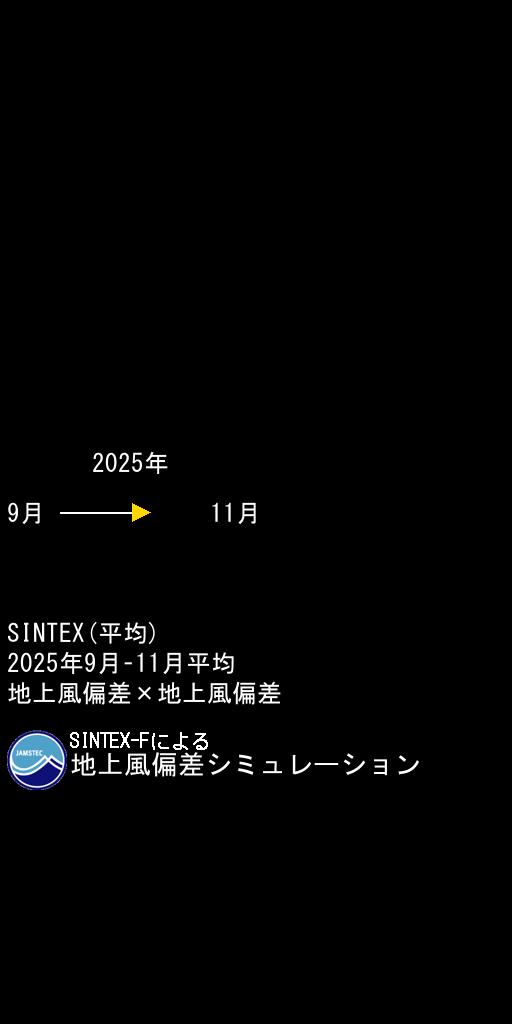 2025年
9月 11月
SINTEX(平均)
2025年9月-11月平均
地上風偏差×地上風偏差
JAMSTEC
SINTEX-Fによる
地上風偏差シミュレーション